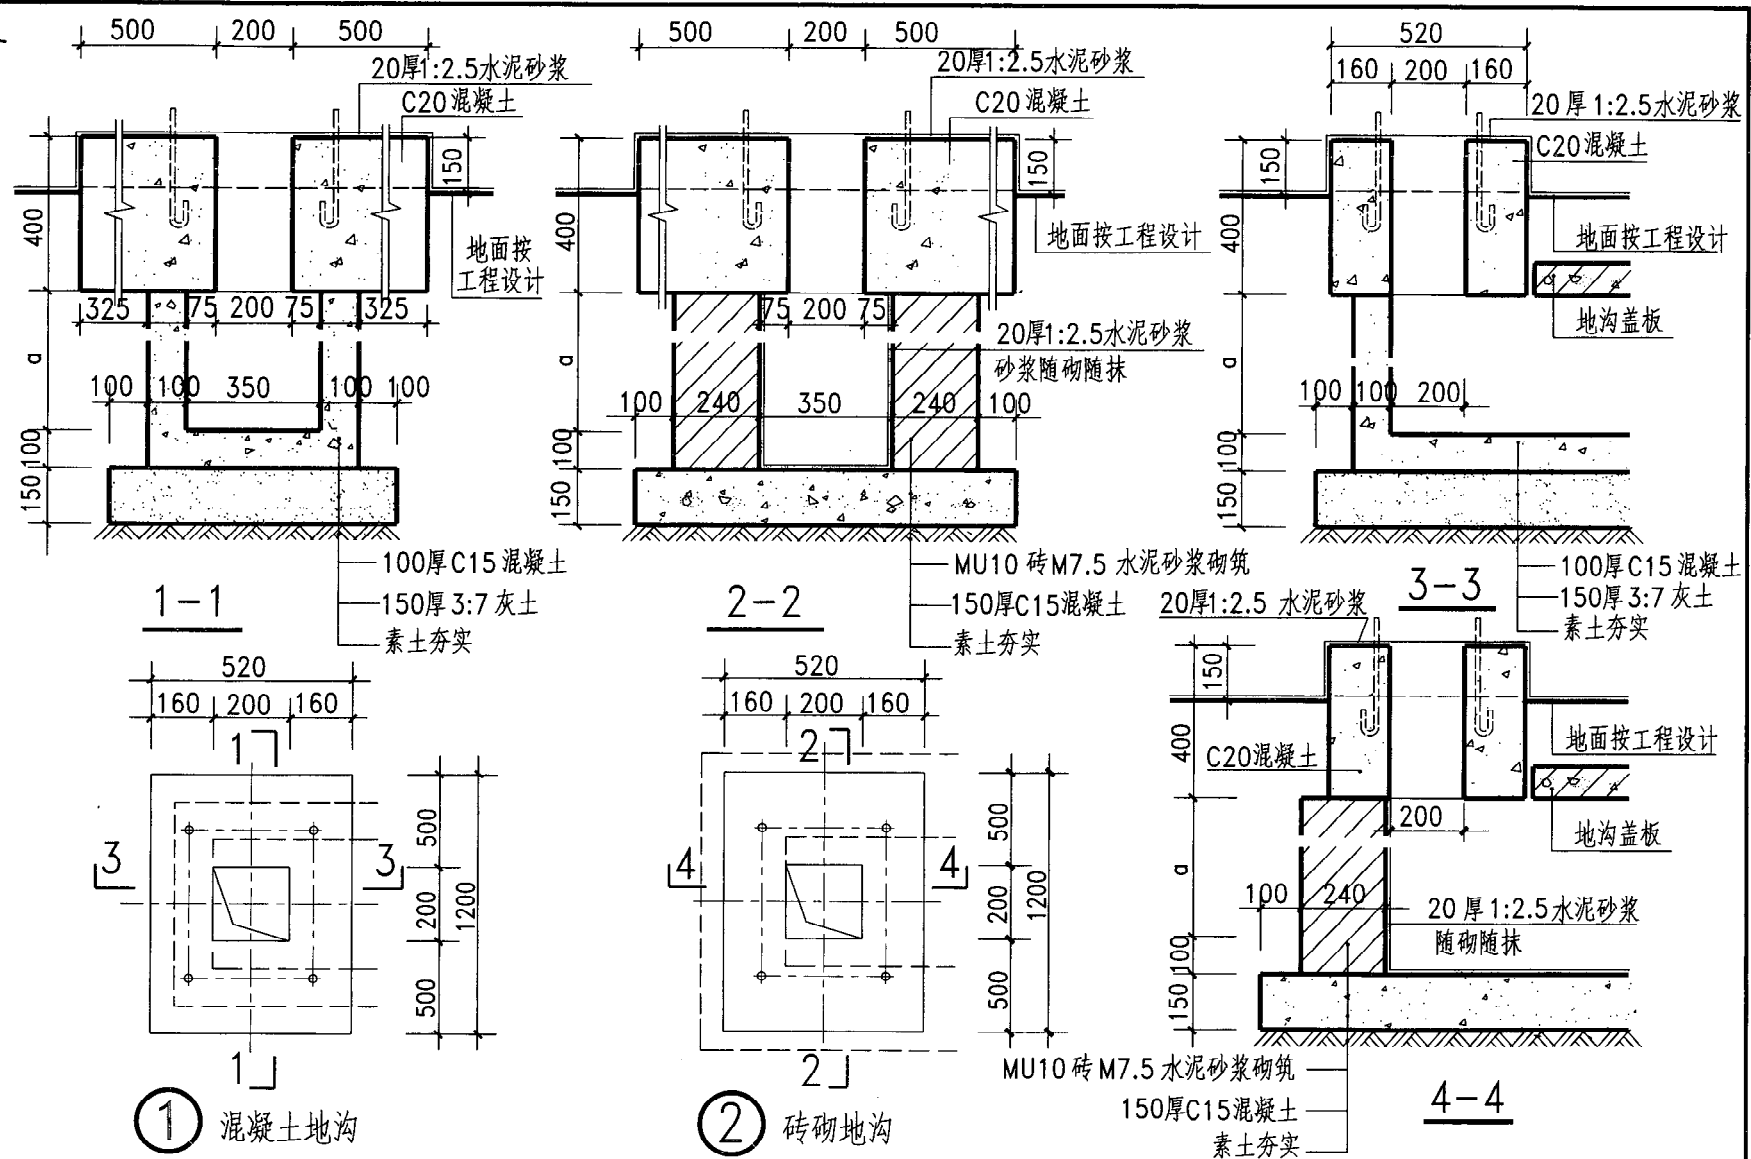 500 200 500
20厚1:2.5水泥砂浆
C20混凝土
150
400
地面按
工程设计
325 75 200 75 325
a
100 100 350 100 100
100
150
100厚C15混凝土
150厚3:7灰土
素土夯实
1-1
500 200 500
20厚1:2.5水泥砂浆
C20混凝土
150
400
地面按工程设计
75 200 75
20厚1:2.5水泥砂浆
砂浆随砌随抹
a
100 240 350 240 100
100
150
MU10砖M7.5水泥砂浆砌筑
150厚C15混凝土
素土夯实
2-2
520
160 200 160
20厚1:2.5水泥砂浆
C20混凝土
150
400
地面按工程设计
地沟盖板
a
100 100 200
100
150
100厚C15混凝土
150厚3:7灰土
素土夯实
3-3
520
160 200 160
1
3 3
500
200
500
1200
1
① 混凝土地沟
520
160 200 160
2
4 4
500
200
500
1200
2
② 砖砌地沟
20厚1:2.5水泥砂浆
150
400
C20混凝土
地面按工程设计
200
地沟盖板
a
100 240
20厚1:2.5水泥砂浆
随砌随抹
100
150
MU10砖M7.5水泥砂浆砌筑
150厚C15混凝土
素土夯实
4-4